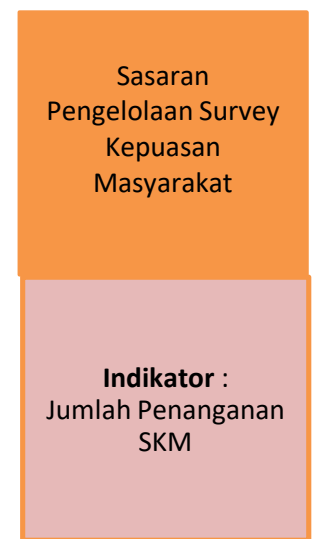 Sasaran
Pengelolaan Survey
Kepuasan
Masyarakat
Indikator :
Jumlah Penanganan
SKM